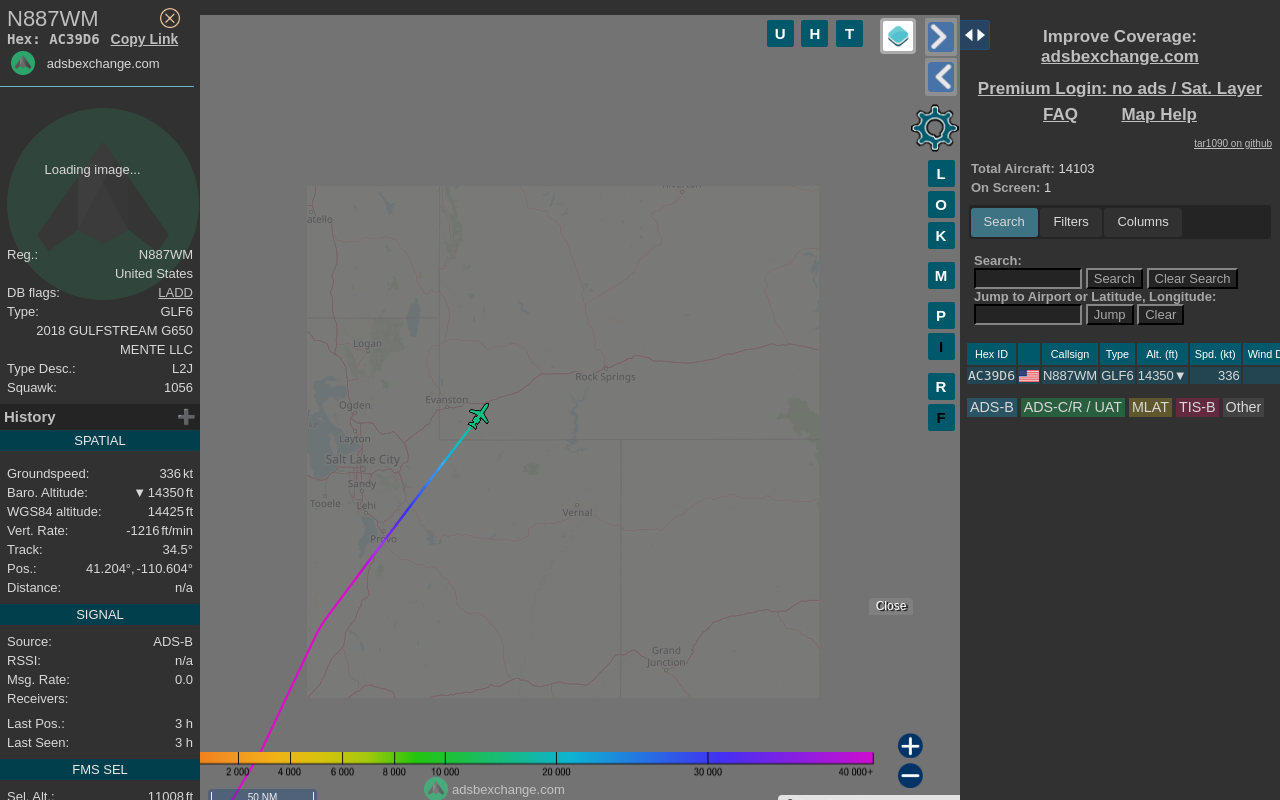 N887WM
Hex: AC39D6 Copy Link
adsbexchange.com
Loading image...
Reg.: N887WM
United States
DB flags: LADD
Type: GLF6
2018 GULFSTREAM G650
MENTE LLC
Type Desc.: L2J
Squawk: 1056
History
SPATIAL
Groundspeed: 336 kt
Baro. Altitude: ▼ 14350 ft
WGS84 altitude: 14425 ft
Vert. Rate: -1216 ft/min
Track: 34.5°
Pos.: 41.204°, -110.604°
Distance: n/a
SIGNAL
Source: ADS-B
RSSI: n/a
Msg. Rate: 0.0
Receivers:
Last Pos.: 3 h
Last Seen: 3 h
FMS SEL
Sel. Alt.: 11008 ft
U H T
L
O
K
M
P
I
R
F
atello
Logan
Rock Springs
Evanston
Ogden
Layton
Salt Lake City
Sandy
Tooele
Lehi
Vernal
Provo
Grand
Junction
Close
2 000 4 000 6 000 8 000 10 000 20 000 30 000 40 000+
adsbexchange.com
50 NM
Improve Coverage:
adsbexchange.com
Premium Login: no ads / Sat. Layer
FAQ Map Help
tar1090 on github
Total Aircraft: 14103
On Screen: 1
Search Filters Columns
Search:
Search Clear Search
Jump to Airport or Latitude, Longitude:
Jump Clear
Hex ID Callsign Type Alt. (ft) Spd. (kt) Wind D
AC39D6 N887WM GLF6 14350▼ 336
ADS-B ADS-C/R / UAT MLAT TIS-B Other